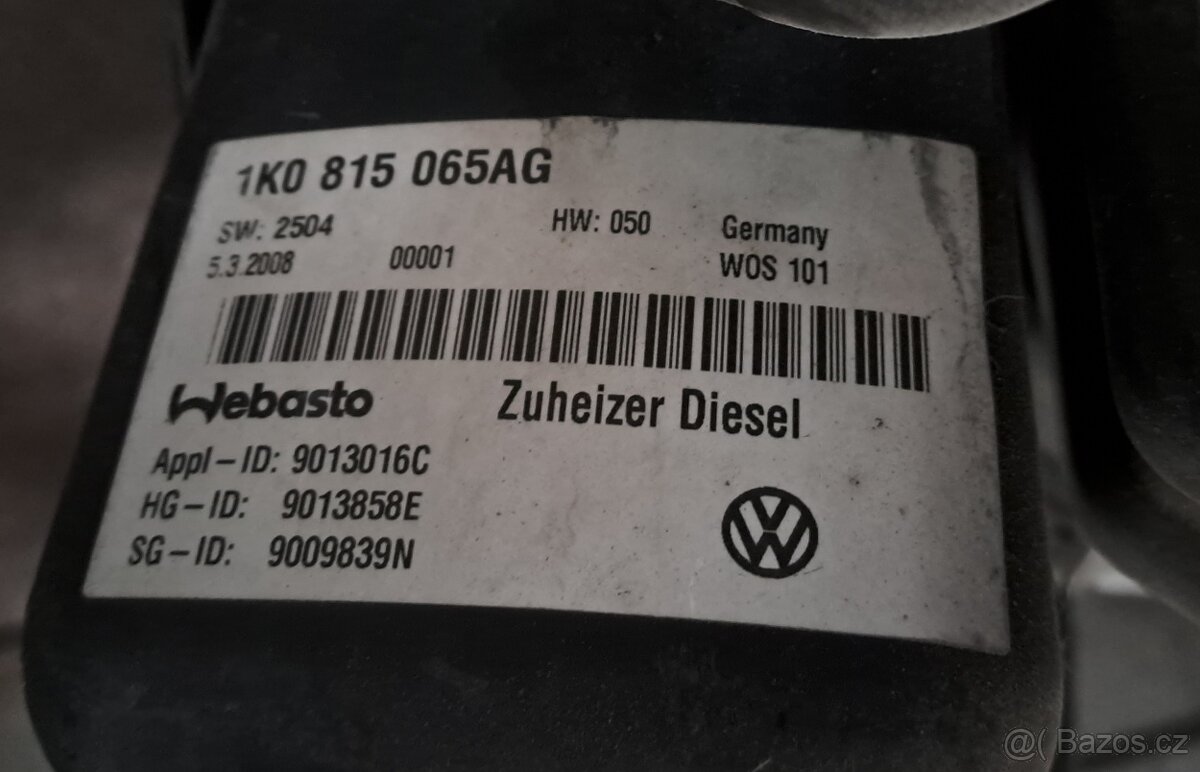 1K0 815 065AG
SW: 2504 HW: 050 Germany
5.3.2008 00001 WOS 101
Webasto Zuheizer Diesel
Appl-ID: 9013016C
HG-ID: 9013858E
SG-ID: 9009839N
VW
@( Bazos.cz